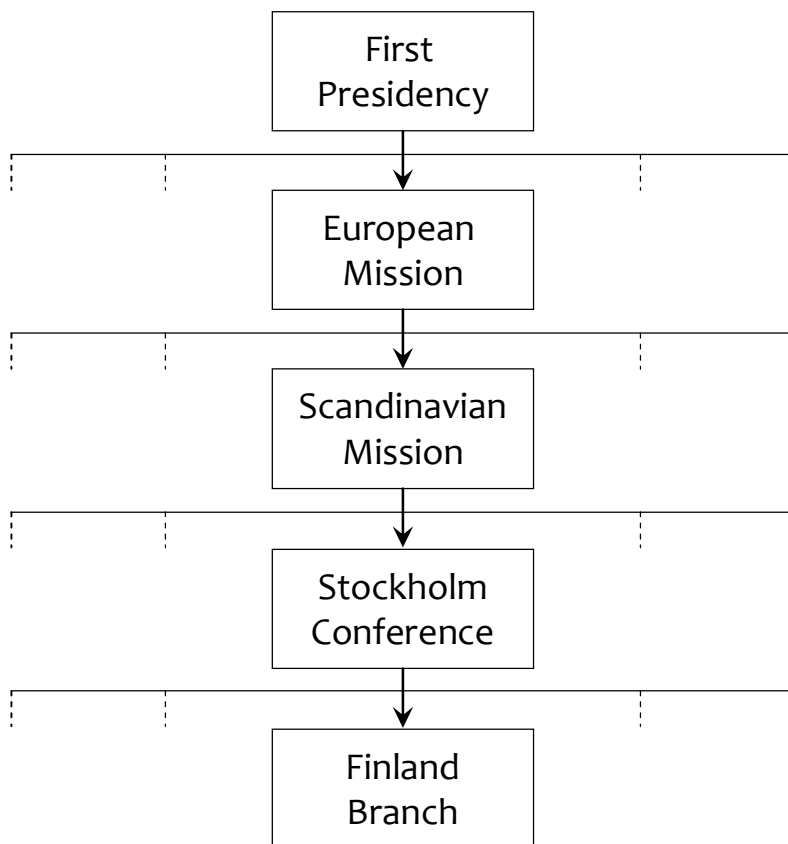 First
Presidency
European
Mission
Scandinavian
Mission
Stockholm
Conference
Finland
Branch